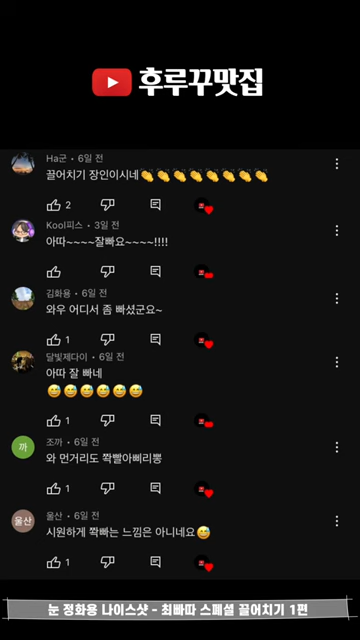 후루꾸맛집
Ha군 • 6일 전
끌어치기 장인이시네👏👏👏👏👏👏👏👏
2
Kool피스 • 3일 전
아따~~~~잘빠요~~~~!!!!
김화용 • 6일 전
와우 어디서 좀 빠셨군요~
1
달빛제다이 • 6일 전
아따 잘 빠네
😅😅😅😅😅😅
1
까
조까 • 6일 전
와 먼거리도 쫙빨아삐리뿡
1
울산
울산 • 6일 전
시원하게 쫙빠는 느낌은 아니네요😅
1
눈 정화용 나이스샷 - 최빠따 스페셜 끌어치기 1편